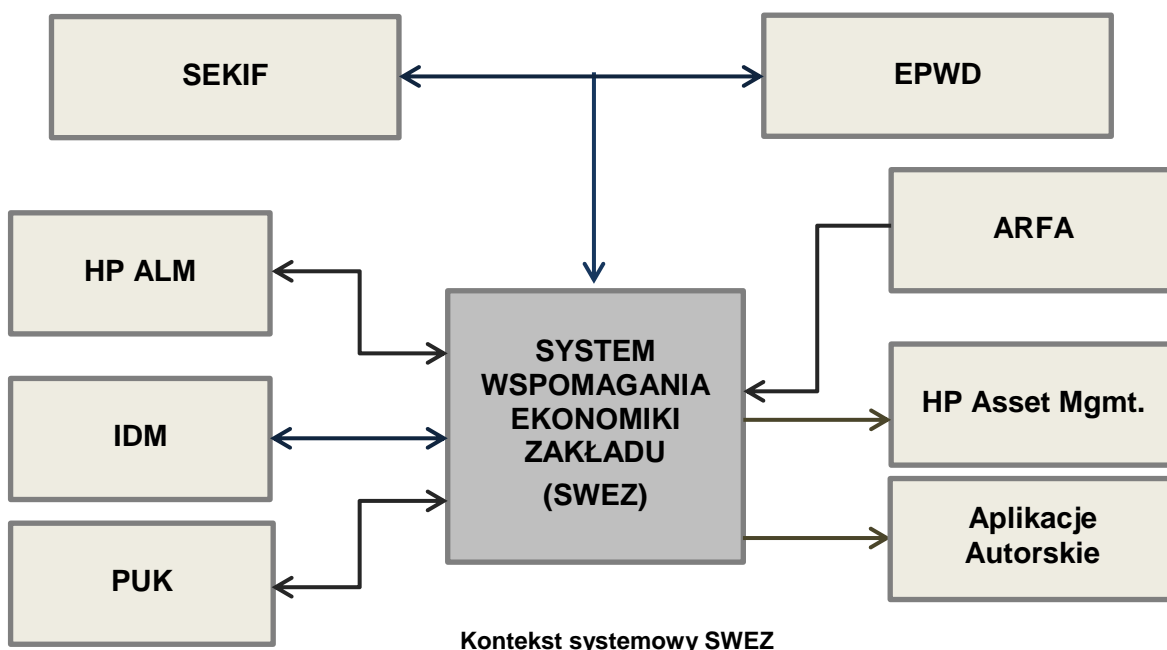 SEKIF
EPWD
HP ALM
ARFA
SYSTEM
WSPOMAGANIA
EKONOMIKI
ZAKŁADU
(SWEZ)
HP Asset Mgmt.
IDM
Aplikacje
Autorskie
PUK
Kontekst systemowy SWEZ